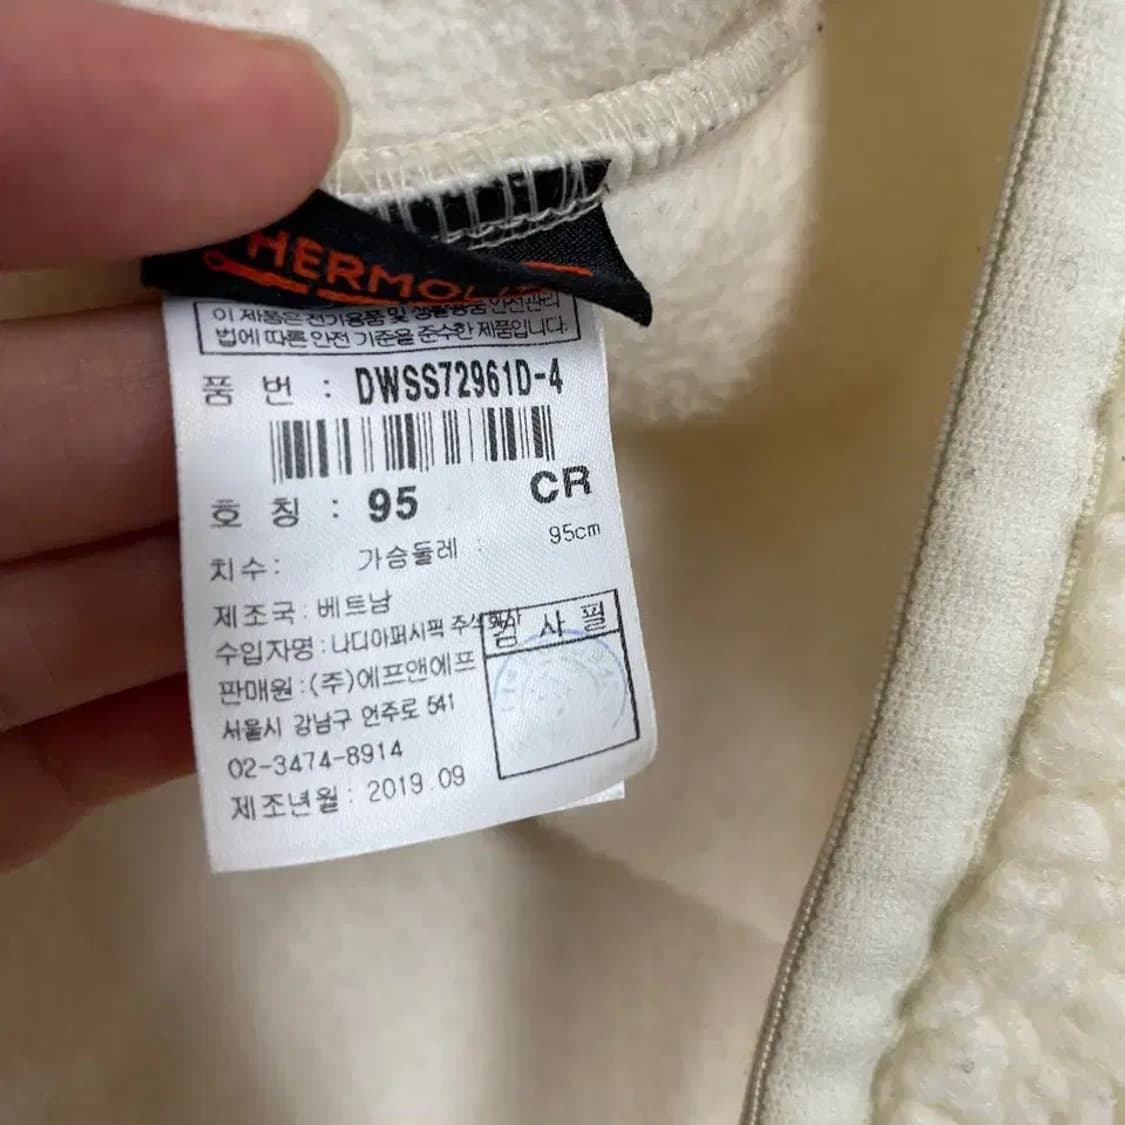 HERMO
이 제품은 전기용품 및 생활용품 안전관리
법에 따른 안전 기준을 준수한 제품입니다.
품 번 : DWSS72961D-4
호 칭 : 95 CR
치수: 가슴둘레 : 95cm
제조국 : 베트남
수입자명 : 나디아퍼시픽 주식회사
검 사 필
판매원 : (주)에프앤에프
서울시 강남구 언주로 541
02-3474-8914
제조년월 : 2019.09